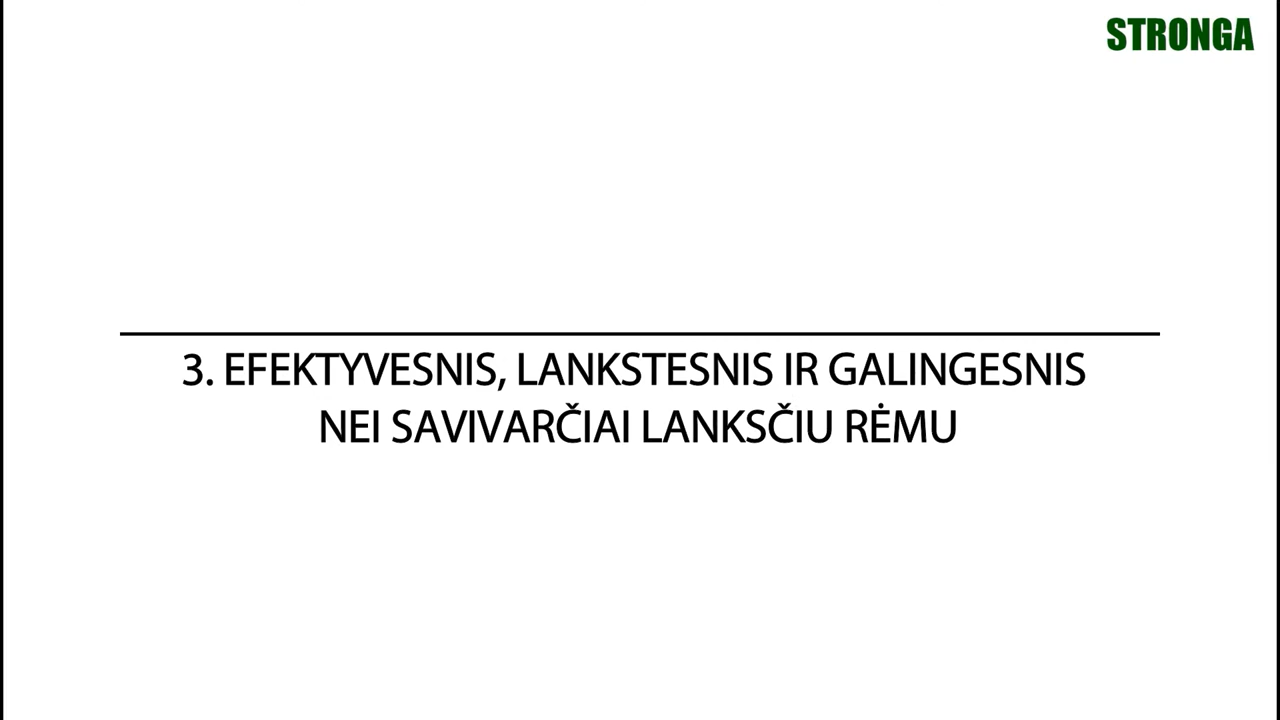 STRONGA
3. EFEKTYVESNIS, LANKSTESNIS IR GALINGESNIS
NEI SAVIVARČIAI LANKSČIU RĖMU